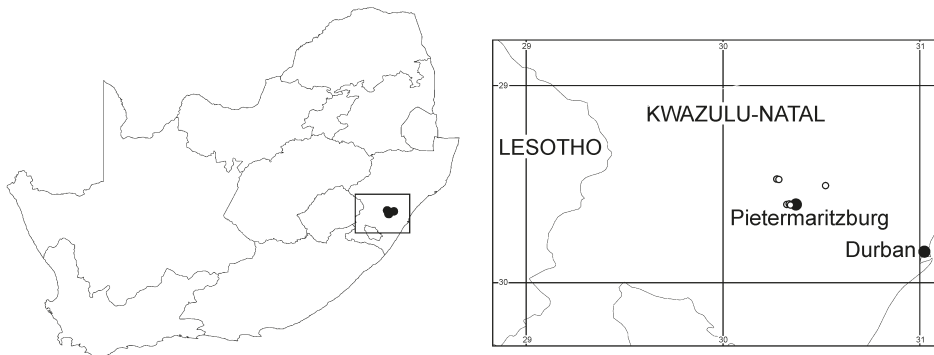 29
30
31
29
KWAZULU-NATAL
LESOTHO
Pietermaritzburg
Durban
30
29
30
31